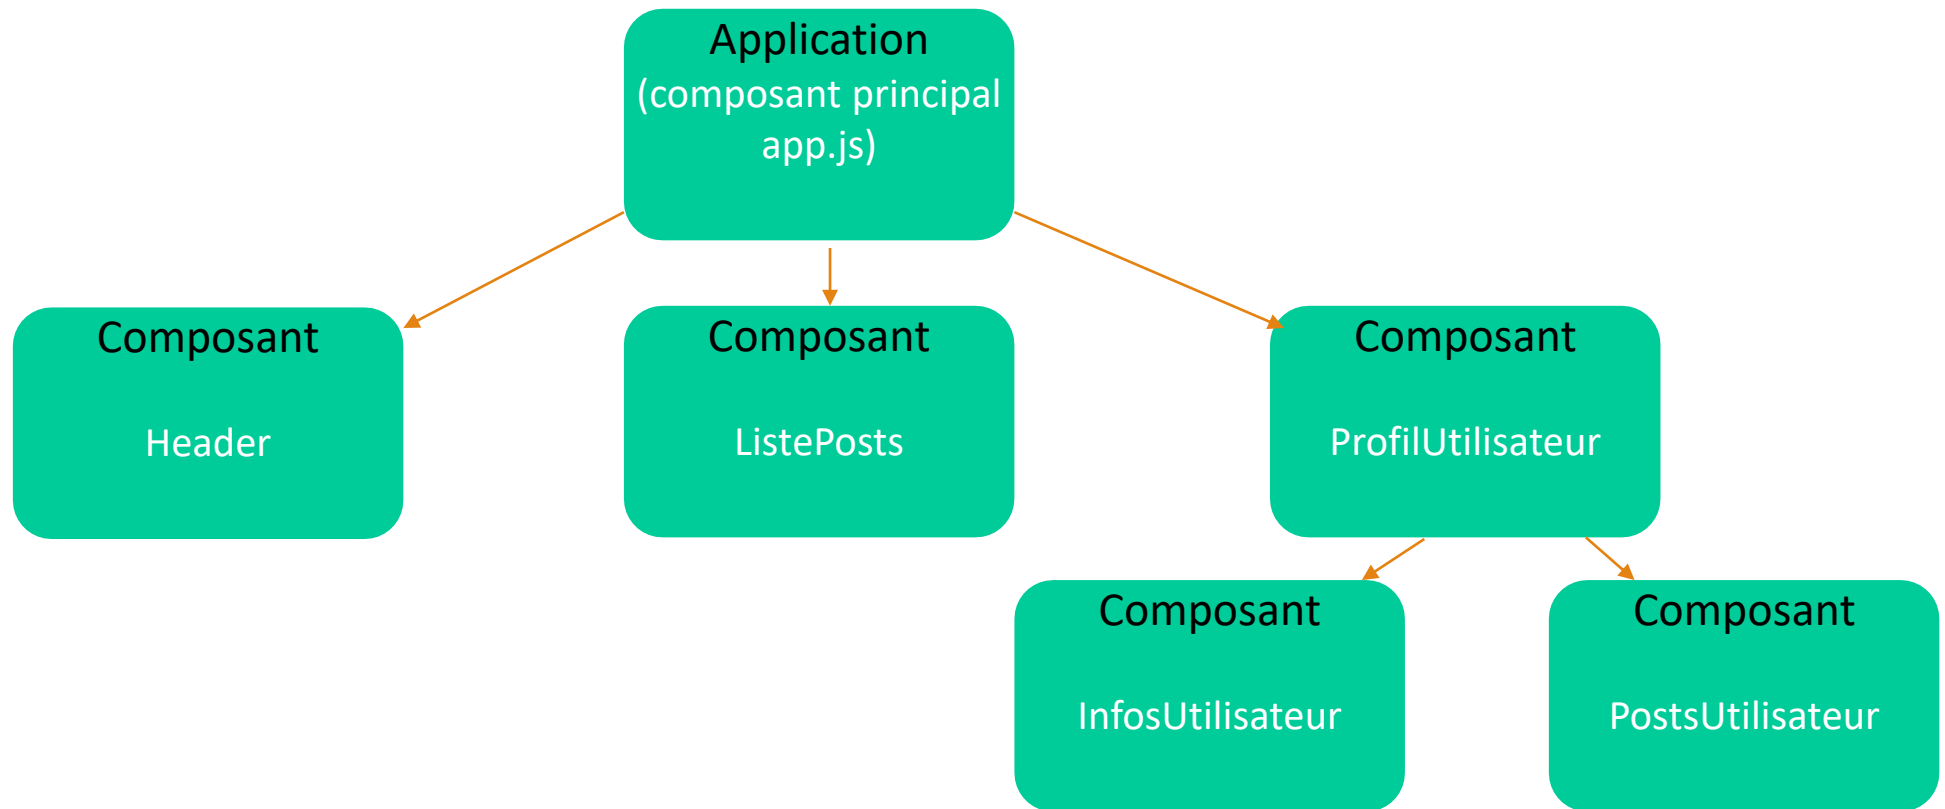 Application
(composant principal
app.js)
Composant
Header
Composant
ListePosts
Composant
ProfilUtilisateur
Composant
InfosUtilisateur
Composant
PostsUtilisateur